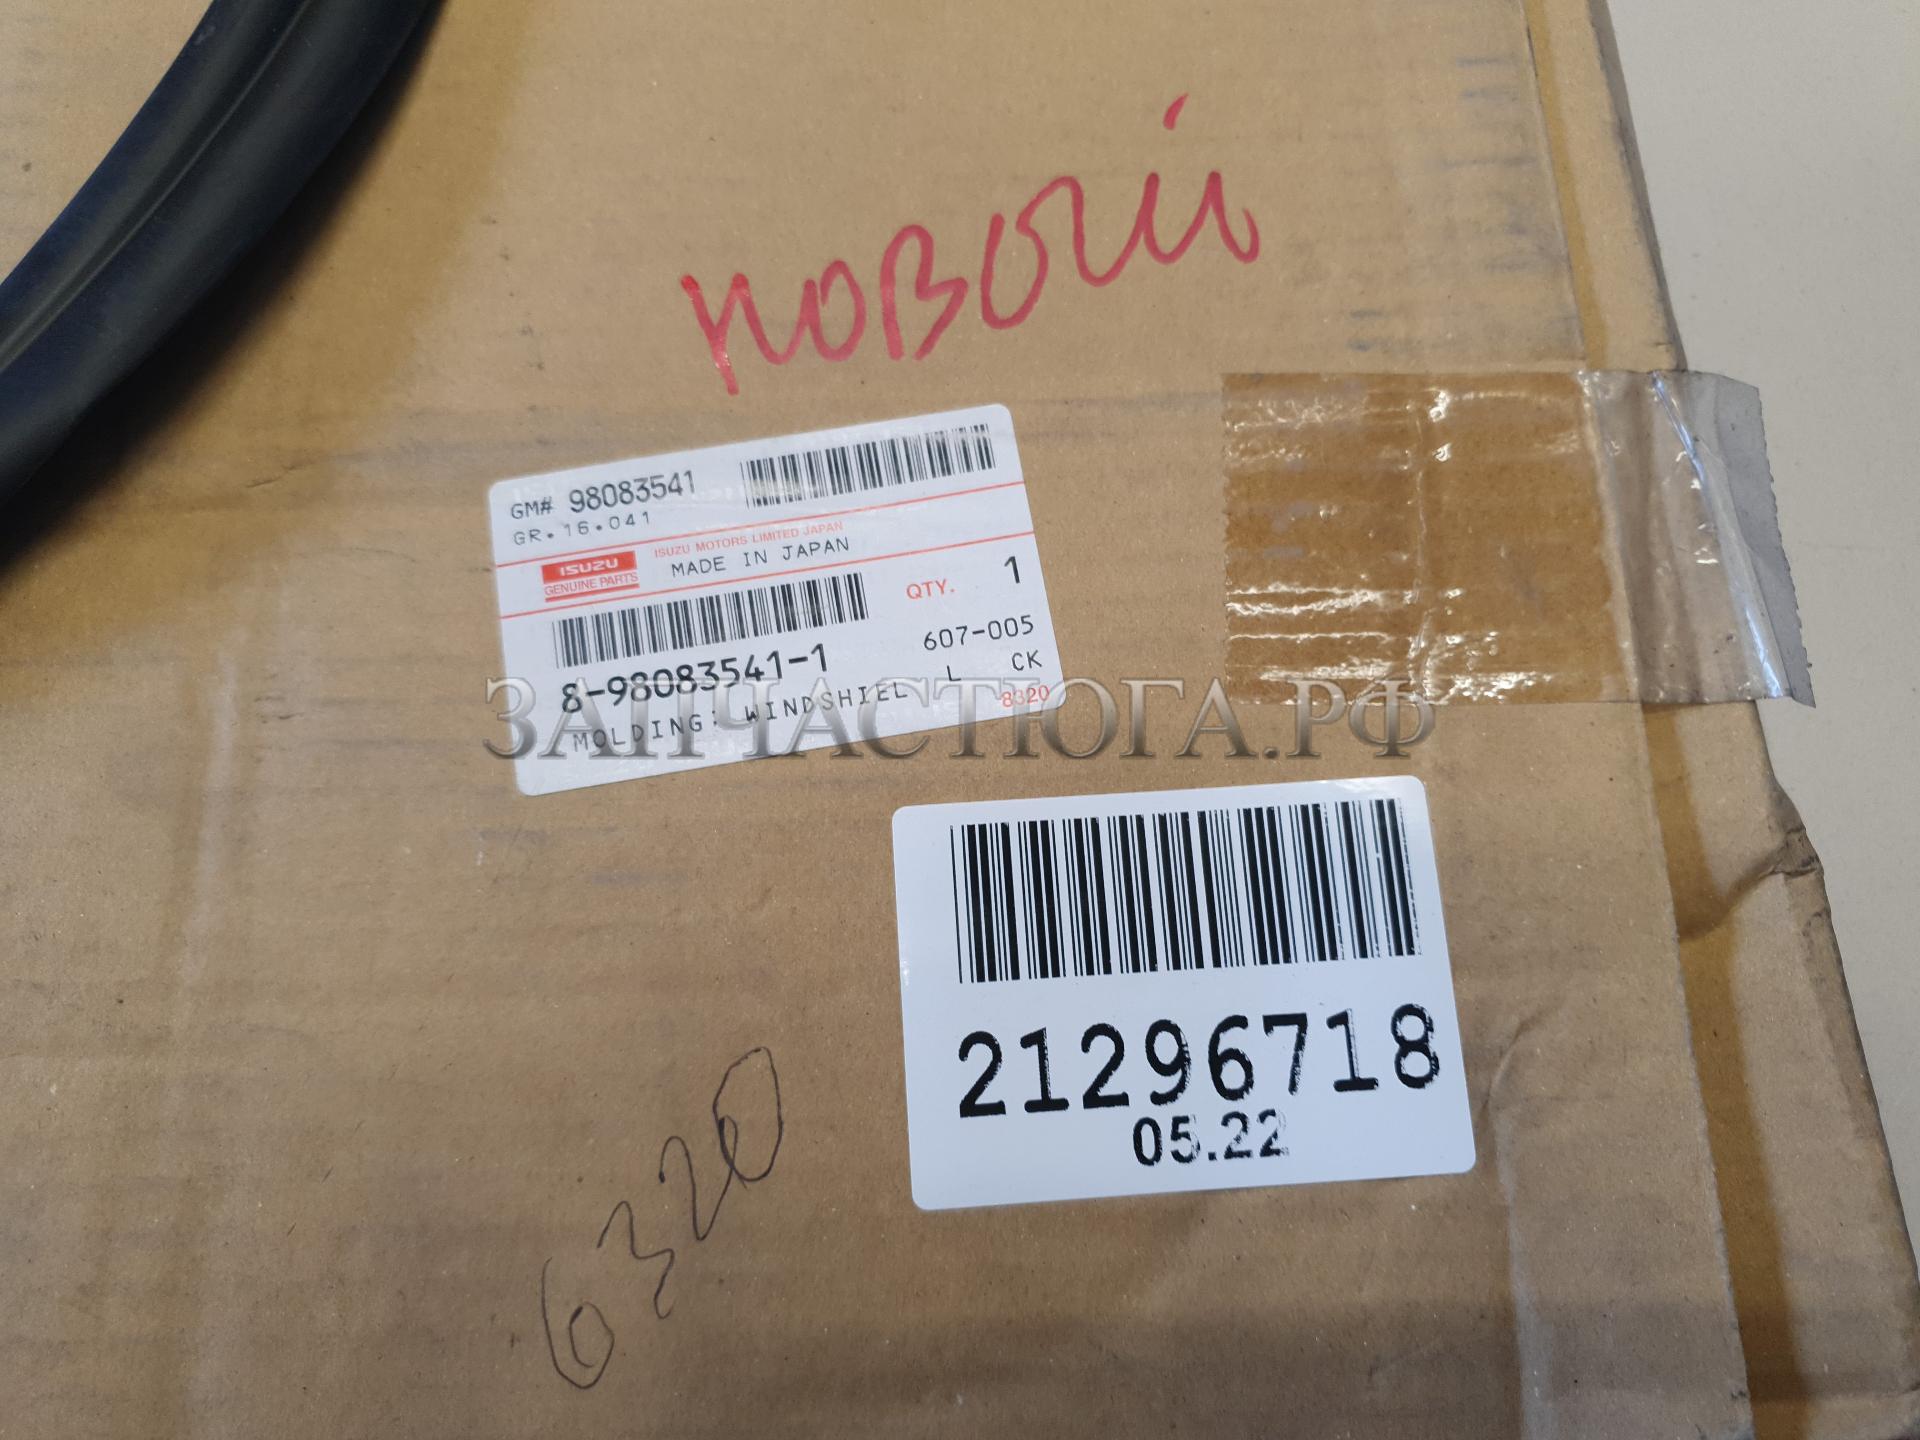 новой
GM# 98083541
GR. 16.041
ISUZU
GENUINE PARTS
ISUZU MOTORS LIMITED JAPAN
MADE IN JAPAN
QTY. 1
8-98083541-1
607-005
MOLDING; WINDSHIEL L CK
8320
ЗАПЧАСТЮГА.РФ
21296718
05.22
6320